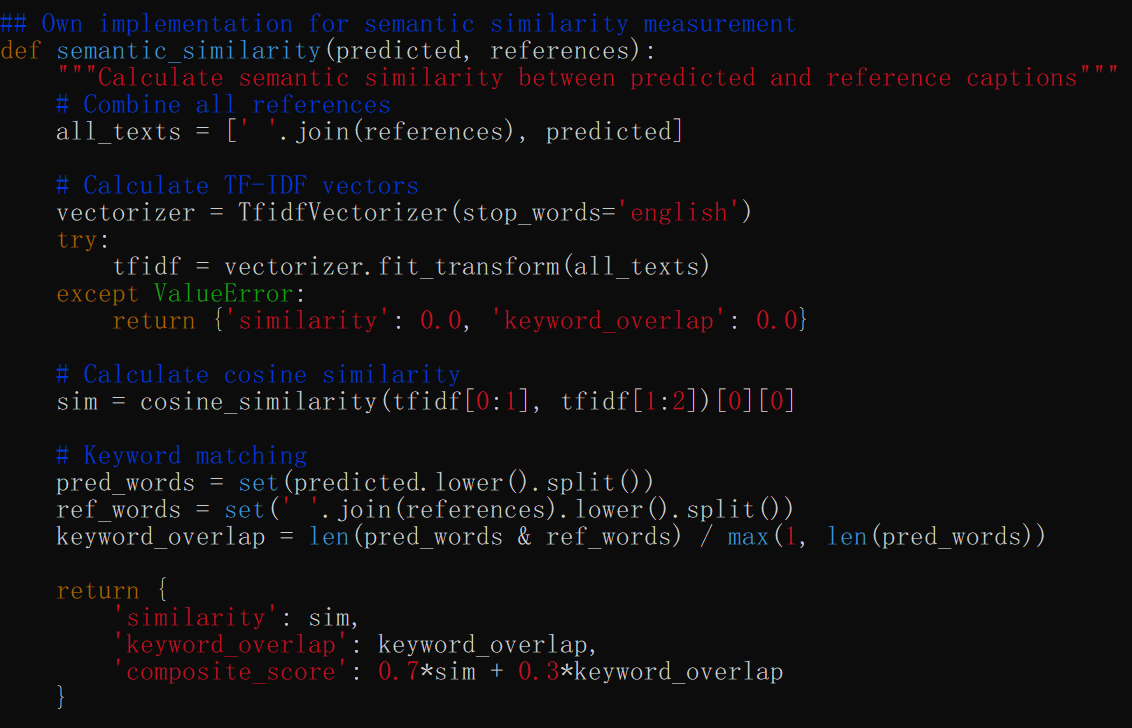 ## Own implementation for semantic similarity measurement
def semantic_similarity(predicted, references):
    """Calculate semantic similarity between predicted and reference captions"""
    # Combine all references
    all_texts = [' '.join(references), predicted]

    # Calculate TF-IDF vectors
    vectorizer = TfidfVectorizer(stop_words='english')
    try:
        tfidf = vectorizer.fit_transform(all_texts)
    except ValueError:
        return {'similarity': 0.0, 'keyword_overlap': 0.0}

    # Calculate cosine similarity
    sim = cosine_similarity(tfidf[0:1], tfidf[1:2])[0][0]

    # Keyword matching
    pred_words = set(predicted.lower().split())
    ref_words = set(' '.join(references).lower().split())
    keyword_overlap = len(pred_words & ref_words) / max(1, len(pred_words))

    return {
        'similarity': sim,
        'keyword_overlap': keyword_overlap,
        'composite_score': 0.7*sim + 0.3*keyword_overlap
    }